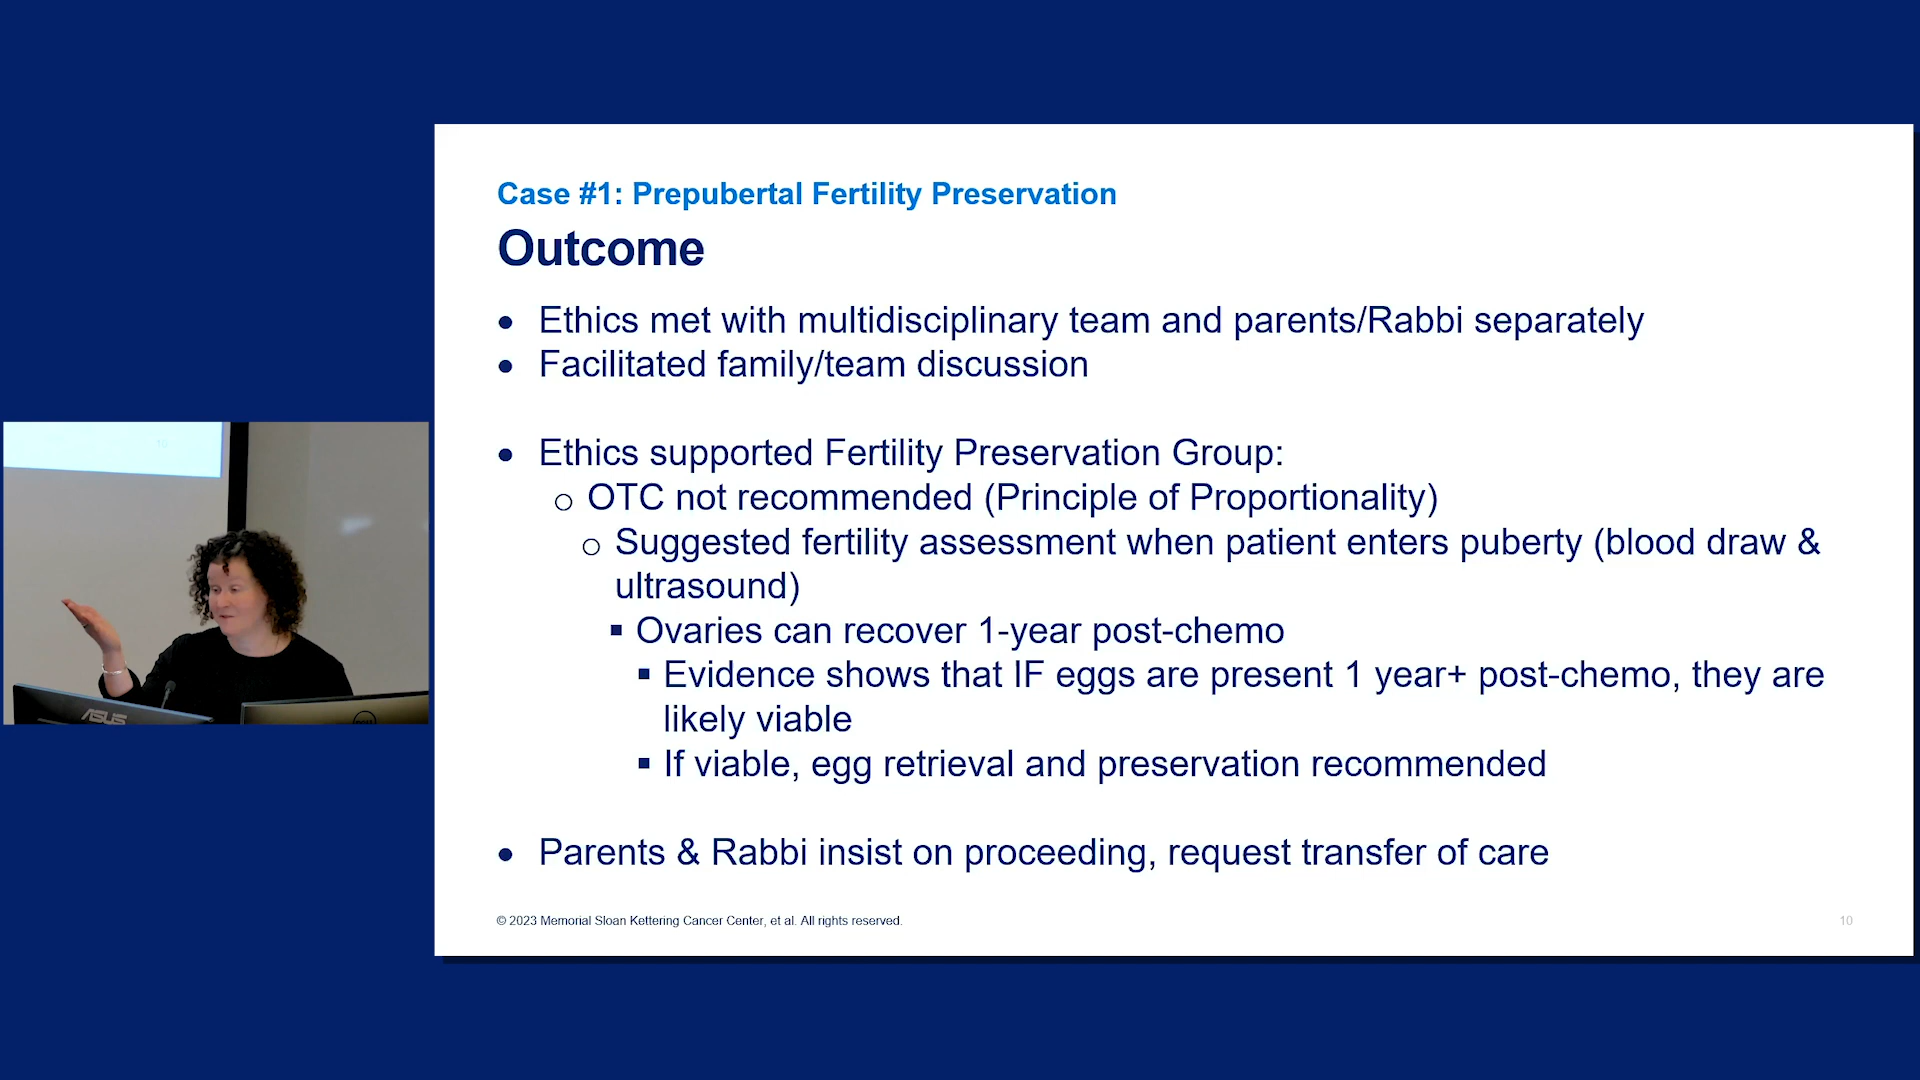 Case #1: Prepubertal Fertility Preservation
Outcome
• Ethics met with multidisciplinary team and parents/Rabbi separately
• Facilitated family/team discussion
• Ethics supported Fertility Preservation Group:
o OTC not recommended (Principle of Proportionality)
o Suggested fertility assessment when patient enters puberty (blood draw &
ultrasound)
▪ Ovaries can recover 1-year post-chemo
▪ Evidence shows that IF eggs are present 1 year+ post-chemo, they are
likely viable
▪ If viable, egg retrieval and preservation recommended
• Parents & Rabbi insist on proceeding, request transfer of care
© 2023 Memorial Sloan Kettering Cancer Center, et al. All rights reserved.
10
10
ASUS
DELL